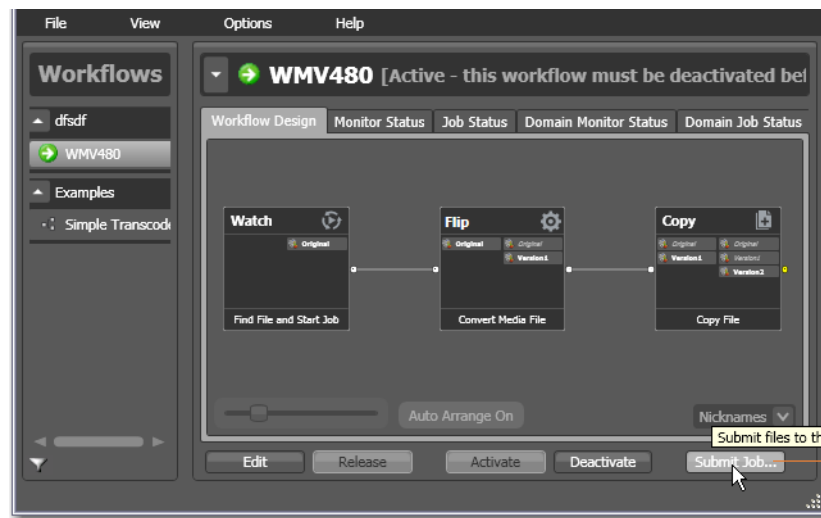 File View Options Help
Workflows
WMV480 [Active - this workflow must be deactivated bef
dfsdf
WMV480
Examples
Simple Transcode
Workflow Design Monitor Status Job Status Domain Monitor Status Domain Job Status
Watch
Original
Find File and Start Job
Flip
Original Original
Version1
Convert Media File
Copy
Original Original
Version1 Version1
Version2
Copy File
Auto Arrange On
Nicknames
Submit files to th
Edit Release Activate Deactivate Submit Job...